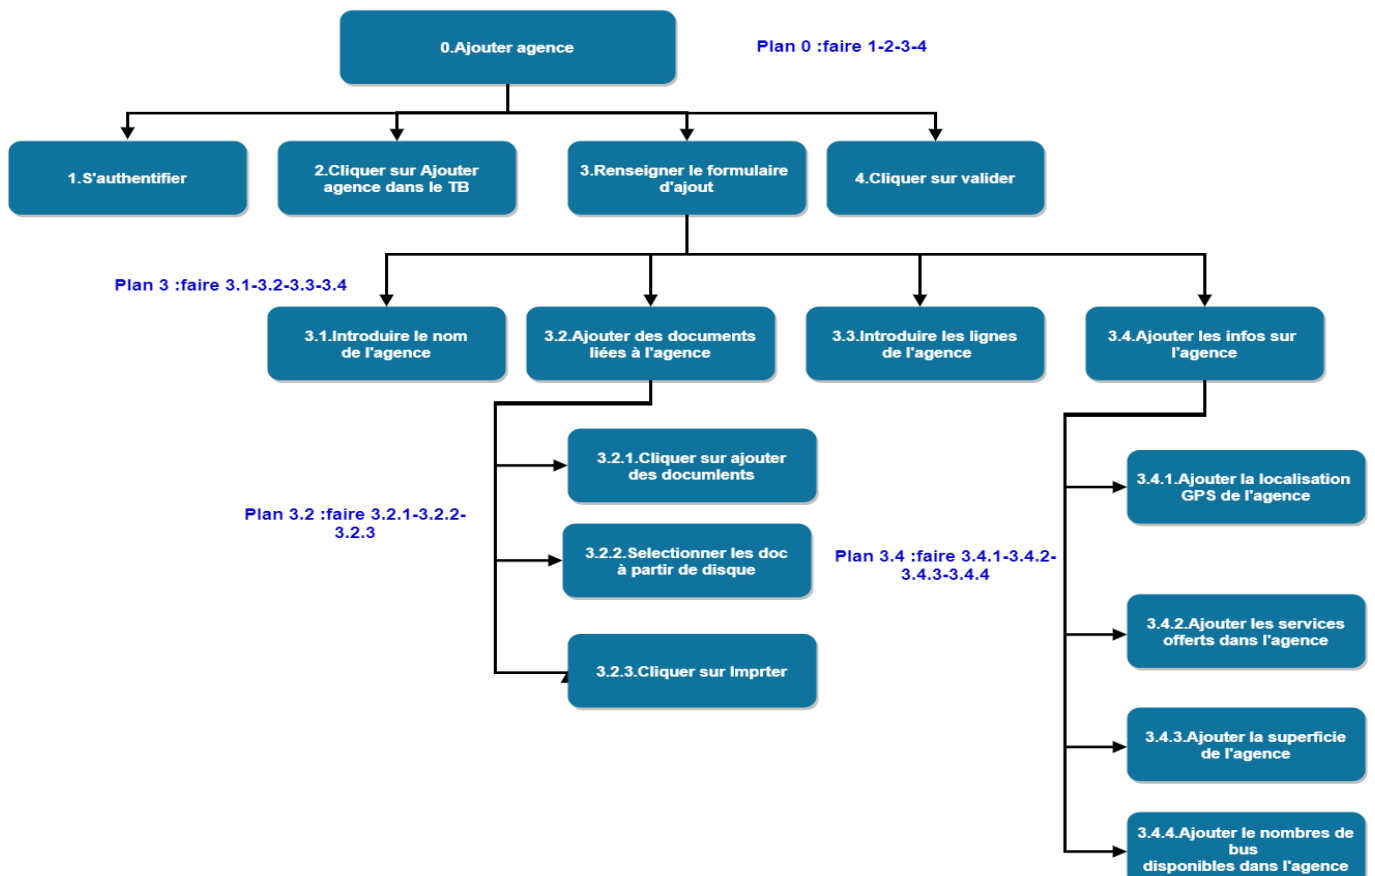 0.Ajouter agence
Plan 0 :faire 1-2-3-4
1.S'authentifier
2.Cliquer sur Ajouter
agence dans le TB
3.Renseigner le formulaire
d'ajout
4.Cliquer sur valider
Plan 3 :faire 3.1-3.2-3.3-3.4
3.1.Introduire le nom
de l'agence
3.2.Ajouter des documents
liées à l'agence
3.3.Introduire les lignes
de l'agence
3.4.Ajouter les infos sur
l'agence
Plan 3.2 :faire 3.2.1-3.2.2-
3.2.3
3.2.1.Cliquer sur ajouter
des documlents
3.2.2.Selectionner les doc
à partir de disque
3.2.3.Cliquer sur Imprter
Plan 3.4 :faire 3.4.1-3.4.2-
3.4.3-3.4.4
3.4.1.Ajouter la localisation
GPS de l'agence
3.4.2.Ajouter les services
offerts dans l'agence
3.4.3.Ajouter la superficie
de l'agence
3.4.4.Ajouter le nombres de
bus
disponibles dans l'agence